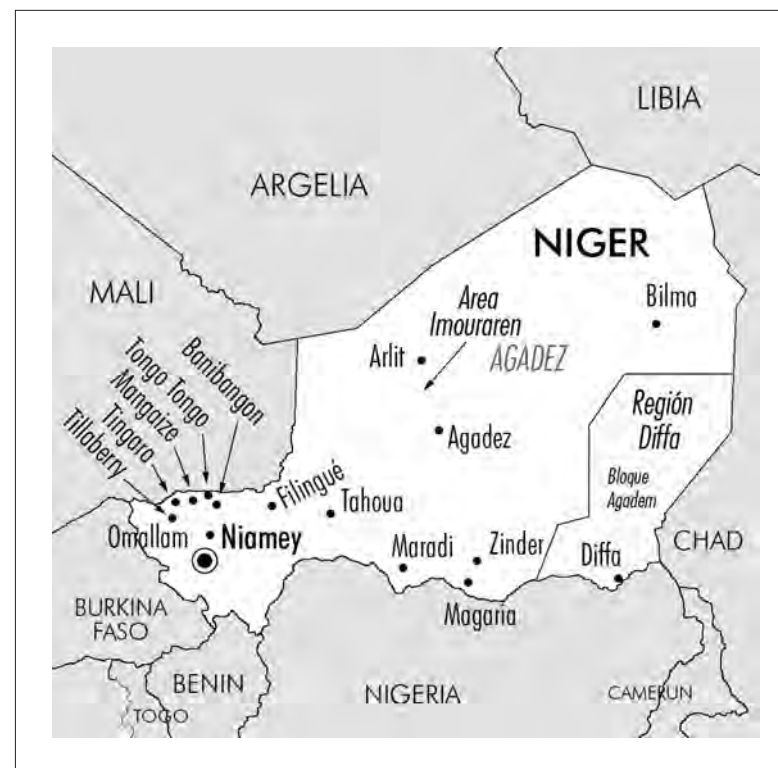 LIBIA
ARGELIA
NIGER
MALI
Area
Imouraren
Bilma
Arlit
AGADEZ
Banibangon
Tongo Tongo
Mangaize
Tingaro
Tillaberry
Región
Diffa
Agadez
Bloque
Agadem
Filingué
Tahoua
Omallam
Niamey
Maradi
Zinder
Diffa
CHAD
Magaria
BURKINA
FASO
BENIN
NIGERIA
CAMERUN
TOGO